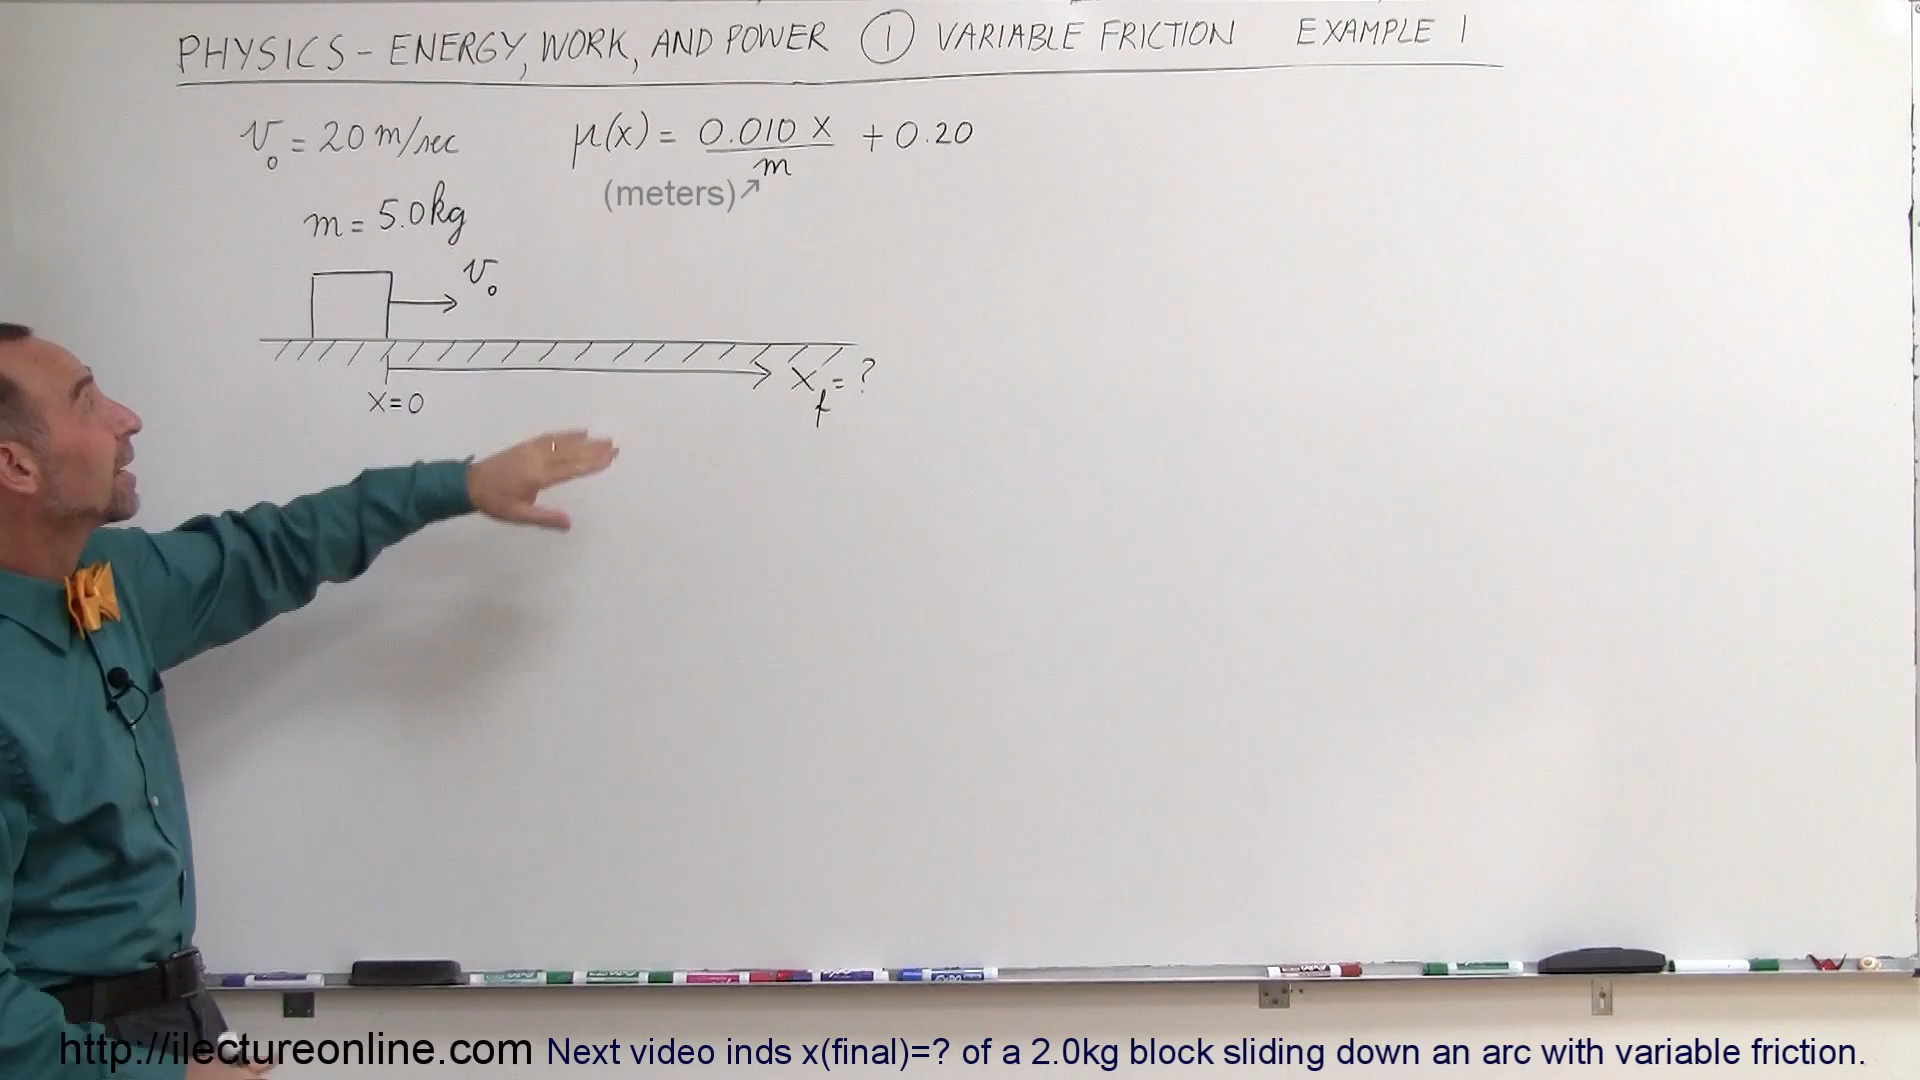 PHYSICS - ENERGY, WORK, AND POWER ① VARIABLE FRICTION EXAMPLE 1
v₀ = 20 m/sec μ(x) = 0.010 x / m + 0.20
(meters)↗
m = 5.0 kg
v₀
x=0
x_f = ?
http://ilectureonline.com Next video inds x(final)=? of a 2.0kg block sliding down an arc with variable friction.